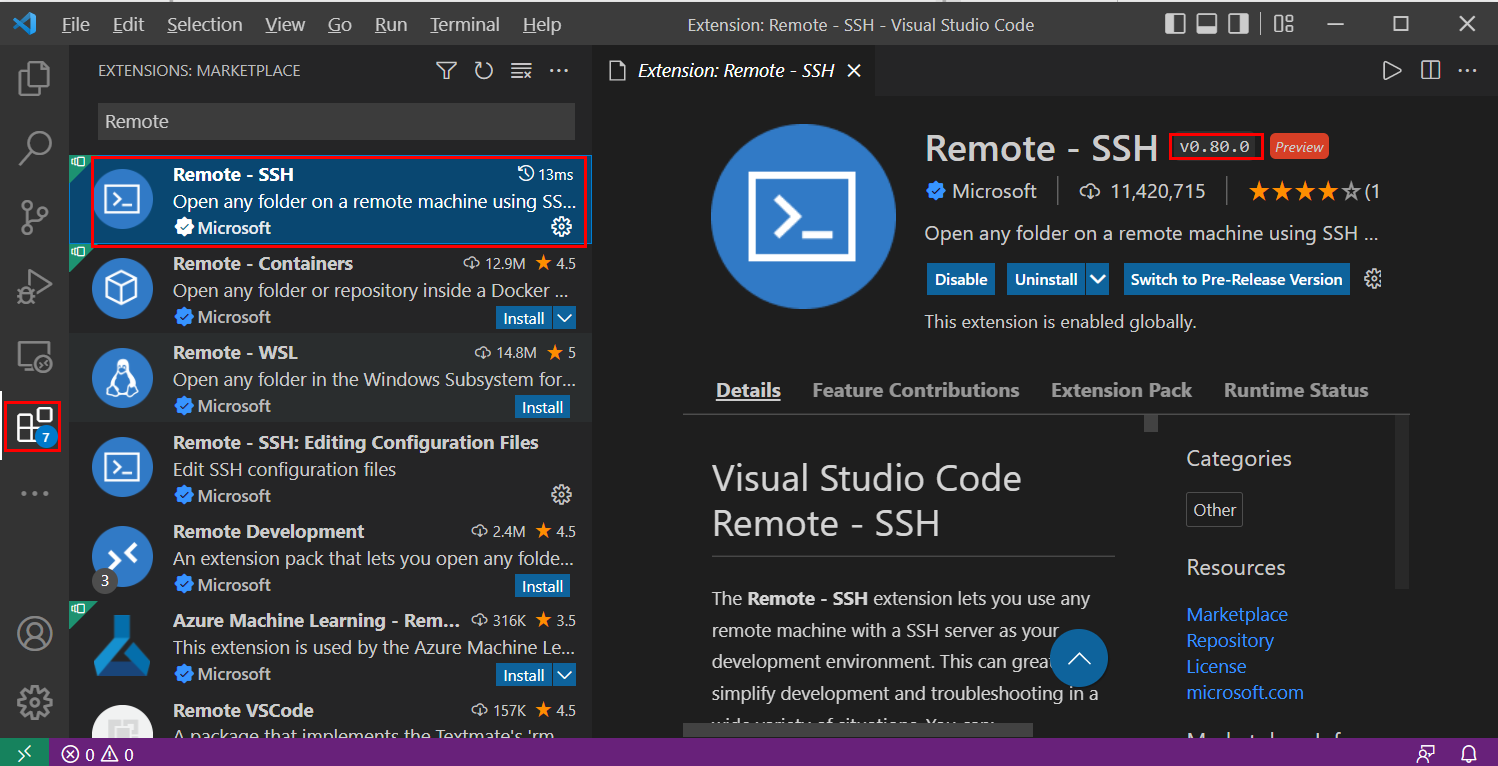 File Edit Selection View Go Run Terminal Help
Extension: Remote - SSH - Visual Studio Code
EXTENSIONS: MARKETPLACE
Remote
Remote - SSH
13ms
Open any folder on a remote machine using SS...
Microsoft
Remote - Containers
12.9M
4.5
Open any folder or repository inside a Docker ...
Microsoft
Install
Remote - WSL
14.8M
5
Open any folder in the Windows Subsystem for...
Microsoft
Install
Remote - SSH: Editing Configuration Files
Edit SSH configuration files
Microsoft
Remote Development
2.4M
4.5
An extension pack that lets you open any folde...
3
Microsoft
Install
Azure Machine Learning - Rem...
316K
3.5
This extension is used by the Azure Machine Le...
Microsoft
Install
Remote VSCode
157K
4.5
A package that implements the Textmate's 'rm
7
0
0
Extension: Remote - SSH
Remote - SSH
v0.80.0
Preview
Microsoft
11,420,715
(1
Open any folder on a remote machine using SSH ...
Disable
Uninstall
Switch to Pre-Release Version
This extension is enabled globally.
Details
Feature Contributions
Extension Pack
Runtime Status
Visual Studio Code
Remote - SSH
The Remote - SSH extension lets you use any
remote machine with a SSH server as your
development environment. This can grea
simplify development and troubleshooting in a
wide variety of situations. You can:
Categories
Other
Resources
Marketplace
Repository
License
microsoft.com